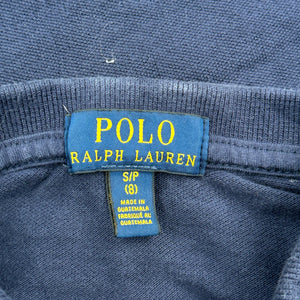 POLO
RALPH LAUREN
S/P
(8)
MADE IN
GUATEMALA
FABRIQUÉ AU
GUATEMALA